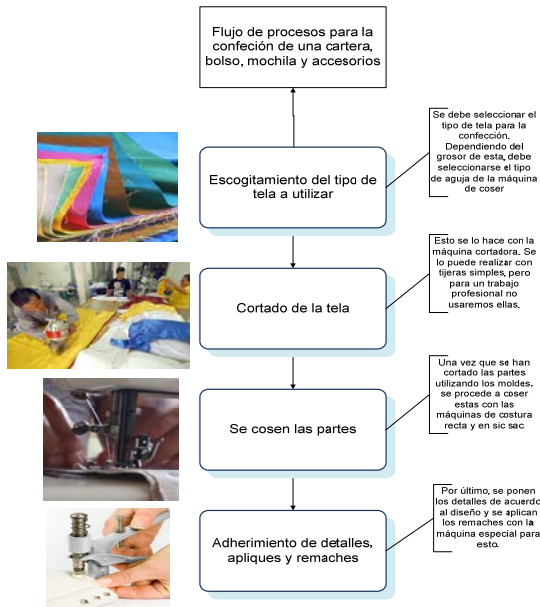 Flujo de procesos para la
confeción de una cartera,
bolso, mochila y accesorios
Se debe seleccionar el
tipo de tela para la
confección.
Dependiendo del
grosor de esta, debe
seleccionarse el tipo
de aguja de la máquina
de coser
Escogitamiento del tipo de
tela a utilizar
Esto se lo hace con la
máquina cortadora. Se
lo puede realizar con
tijeras simples, pero
para un trabajo
profesional no
usaremos ellas.
Cortado de la tela
Una vez que se han
cortado las partes
utilizando los moldes,
se procede a coser
estas con las
máquinas de costura
recta y en sic sac
Se cosen las partes
Por último, se ponen
los detalles de acuerdo
al diseño y se aplican
los remaches con la
máquina especial para
esto.
Adherimiento de detalles,
apliques y remaches